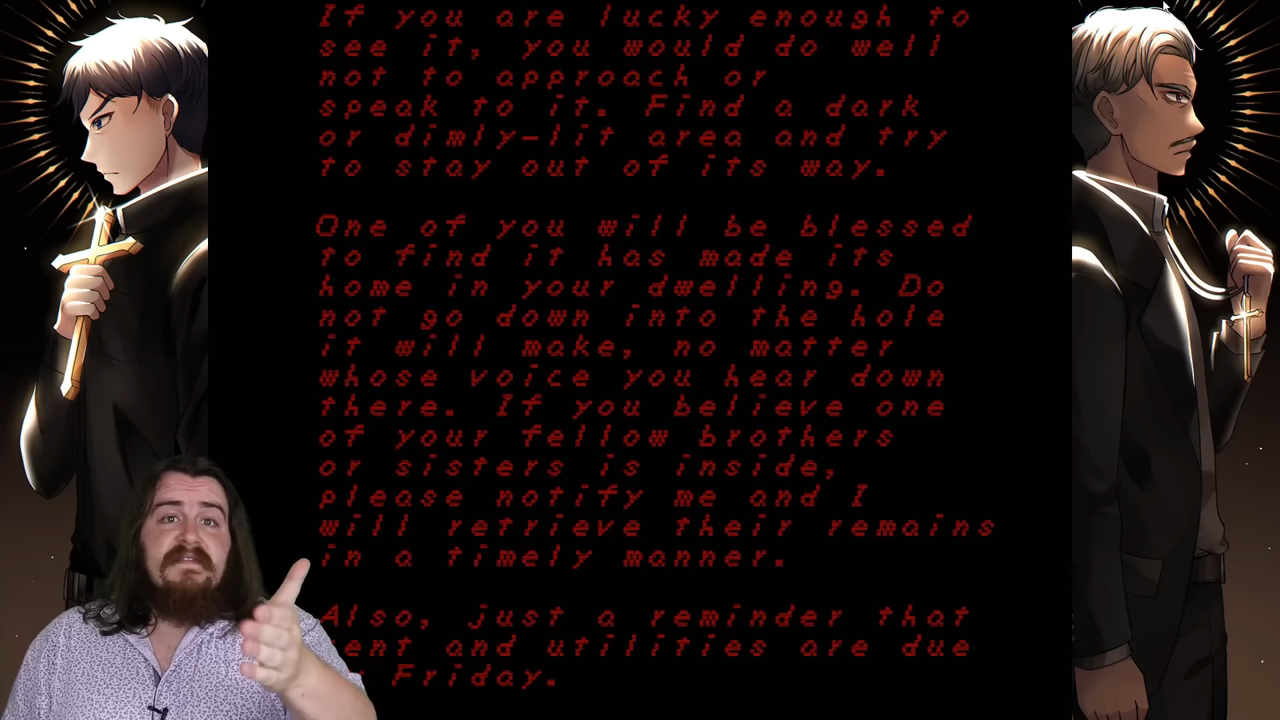 If you are lucky enough to
see it, you would do well
not to approach or
speak to it. Find a dark
or dimly-lit area and try
to stay out of its way.
One of you will be blessed
to find it has made its
home in your dwelling. Do
not go down into the hole
it will make, no matter
whose voice you hear down
there. If you believe one
of your fellow brothers
or sisters is inside,
please notify me and I
will retrieve their remains
in a timely manner.
Also, just a reminder that
and utilities are due
Friday.